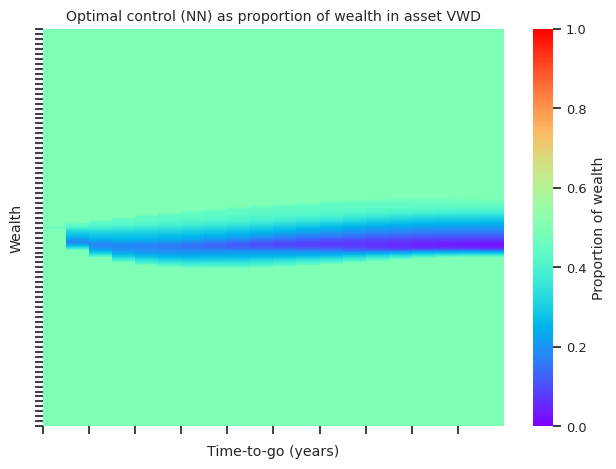 Optimal control (NN) as proportion of wealth in asset VWD
1.0
0.8
0.6
0.4
0.2
0.0
Proportion of wealth
Wealth
Time-to-go (years)